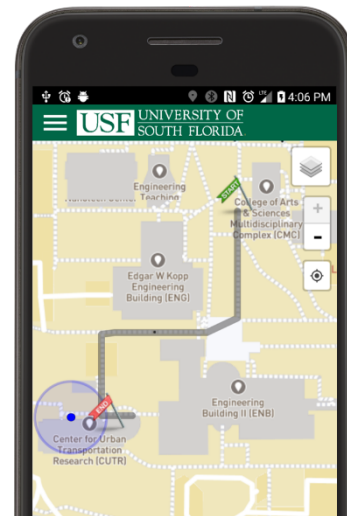 LTE 4:06 PM
USF UNIVERSITY OF
SOUTH FLORIDA.
Engineering
Teaching
START
College of Arts
& Sciences
Multidisciplinary
Complex (CMC)
+
-
Edgar W Kopp
Engineering
Building (ENG)
Engineering
Building II (ENB)
END
Center for Urban
Transportation
Research (CUTR)